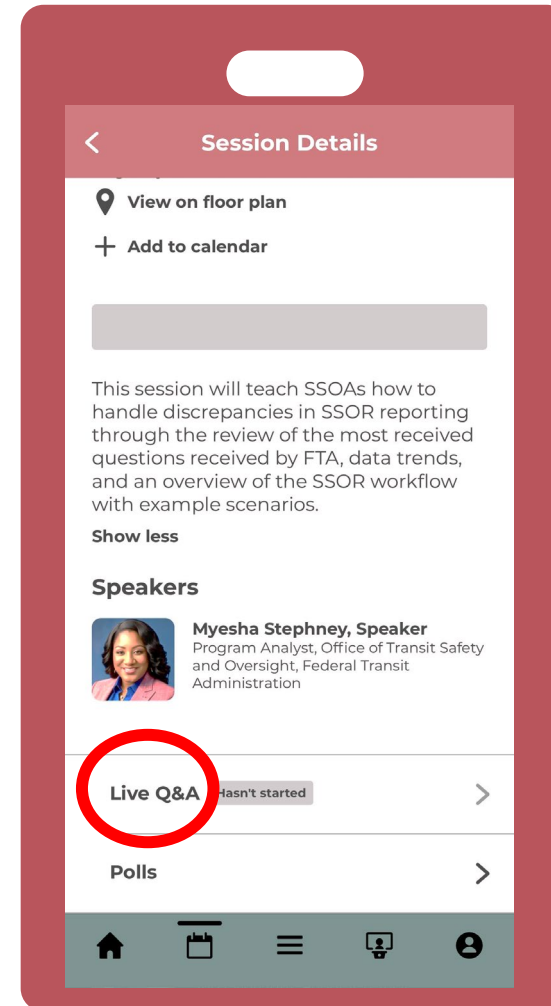 Session Details
View on floor plan
Add to calendar
This session will teach SSOAs how to
handle discrepancies in SSOR reporting
through the review of the most received
questions received by FTA, data trends,
and an overview of the SSOR workflow
with example scenarios.
Show less
Speakers
Myesha Stephney, Speaker
Program Analyst, Office of Transit Safety
and Oversight, Federal Transit
Administration
Live Q&A Hasn't started
Polls